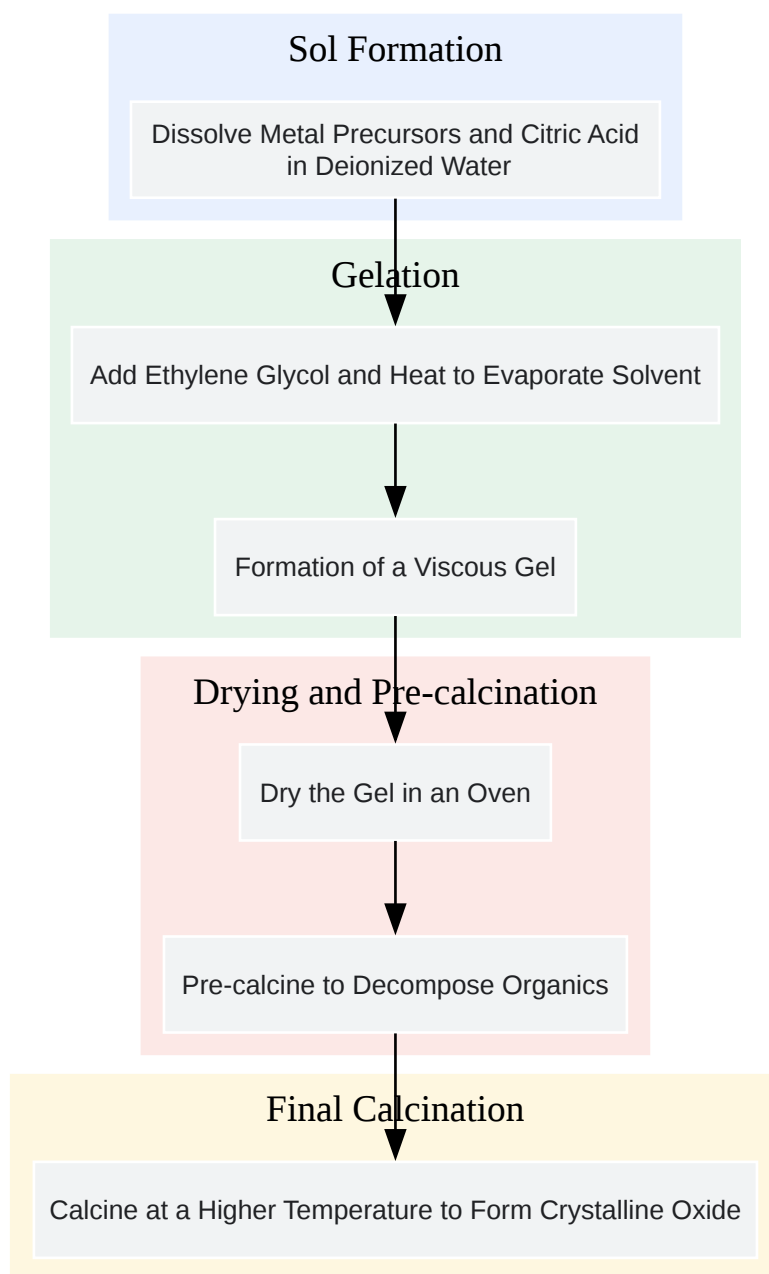 Sol Formation
Dissolve Metal Precursors and Citric Acid
in Deionized Water
Gelation
Add Ethylene Glycol and Heat to Evaporate Solvent
Formation of a Viscous Gel
Drying and Pre-calcination
Dry the Gel in an Oven
Pre-calcine to Decompose Organics
Final Calcination
Calcine at a Higher Temperature to Form Crystalline Oxide